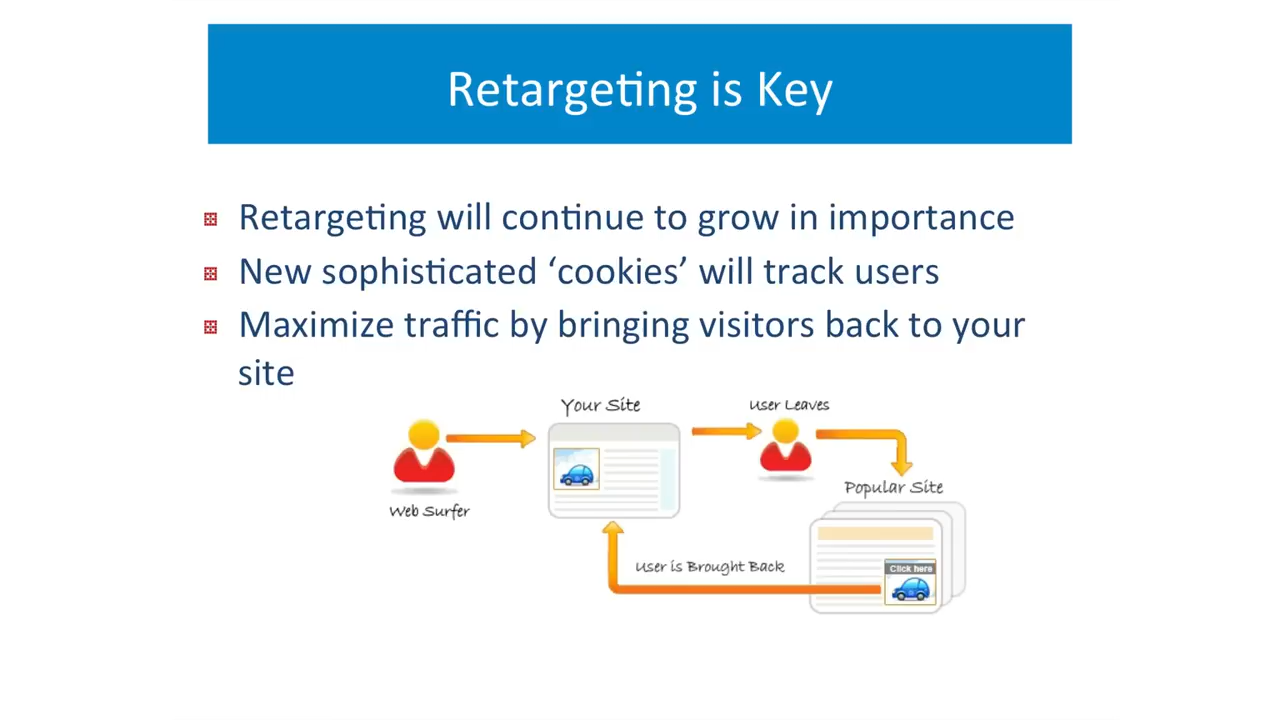 Retargeting is Key
Retargeting will continue to grow in importance
New sophisticated ‘cookies’ will track users
Maximize traffic by bringing visitors back to your
site
Your Site
User Leaves
Popular Site
Web Surfer
User is Brought Back
Click here